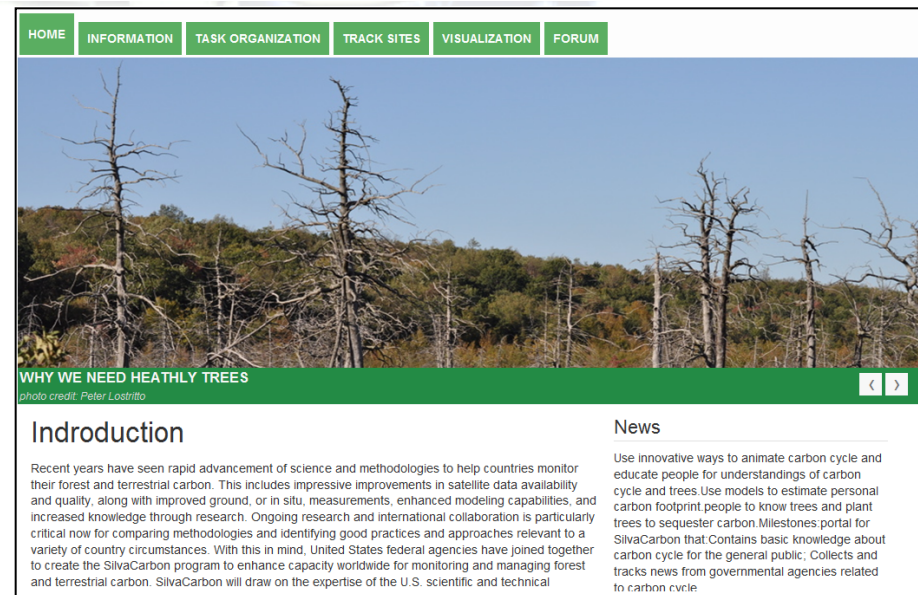 HOME INFORMATION TASK ORGANIZATION TRACK SITES VISUALIZATION FORUM
WHY WE NEED HEATHLY TREES
photo credit: Peter Lostritto
Indroduction
Recent years have seen rapid advancement of science and methodologies to help countries monitor
their forest and terrestrial carbon. This includes impressive improvements in satellite data availability
and quality, along with improved ground, or in situ, measurements, enhanced modeling capabilities, and
increased knowledge through research. Ongoing research and international collaboration is particularly
critical now for comparing methodologies and identifying good practices and approaches relevant to a
variety of country circumstances. With this in mind, United States federal agencies have joined together
to create the SilvaCarbon program to enhance capacity worldwide for monitoring and managing forest
and terrestrial carbon. SilvaCarbon will draw on the expertise of the U.S. scientific and technical
News
Use innovative ways to animate carbon cycle and
educate people for understandings of carbon
cycle and trees.Use models to estimate personal
carbon footprint.people to know trees and plant
trees to sequester carbon.Milestones:portal for
SilvaCarbon that:Contains basic knowledge about
carbon cycle for the general public; Collects and
tracks news from governmental agencies related
to carbon cycle